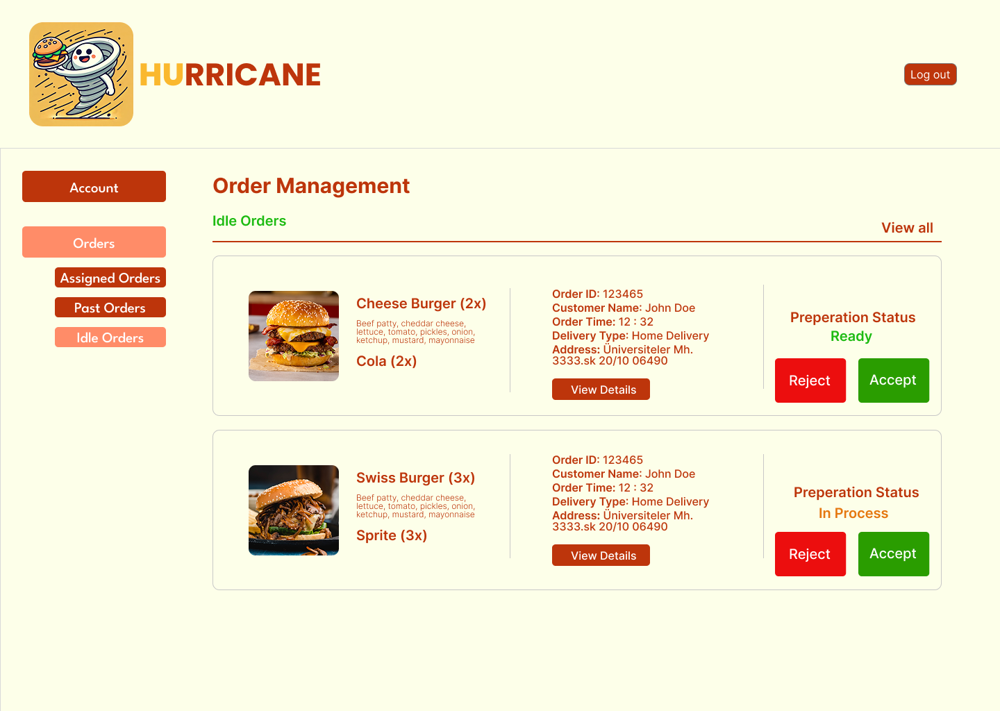 HURRICANE
Log out
Account
Orders
Assigned Orders
Past Orders
Idle Orders
Order Management
Idle Orders
View all
Cheese Burger (2x)
Beef patty, cheddar cheese,
lettuce, tomato, pickles, onion,
ketchup, mustard, mayonnaise
Cola (2x)
Order ID: 123465
Customer Name: John Doe
Order Time: 12 : 32
Delivery Type: Home Delivery
Address: Üniversiteler Mh.
3333.sk 20/10 06490
View Details
Preperation Status
Ready
Reject
Accept
Swiss Burger (3x)
Beef patty, cheddar cheese,
lettuce, tomato, pickles, onion,
ketchup, mustard, mayonnaise
Sprite (3x)
Order ID: 123465
Customer Name: John Doe
Order Time: 12 : 32
Delivery Type: Home Delivery
Address: Üniversiteler Mh.
3333.sk 20/10 06490
View Details
Preperation Status
In Process
Reject
Accept